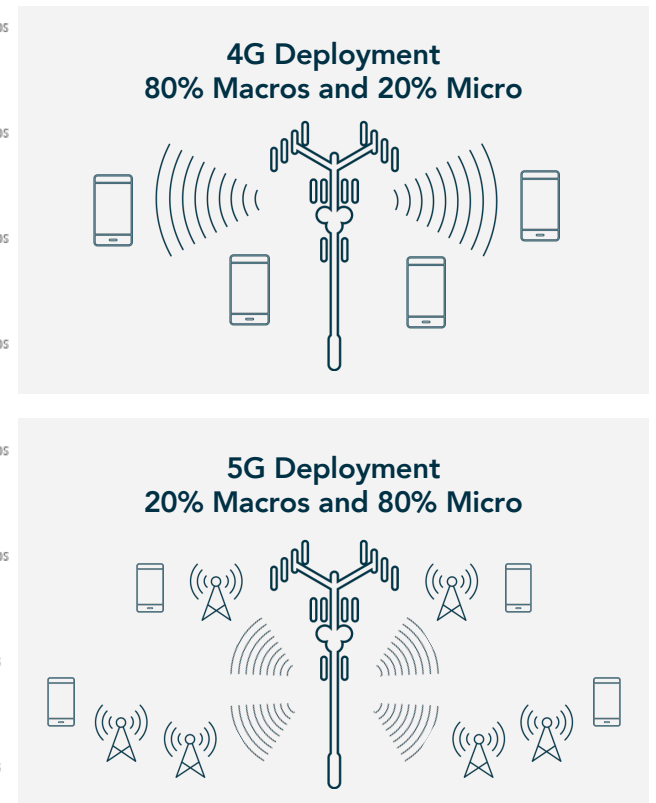 4G Deployment
80% Macros and 20% Micro
5G Deployment
20% Macros and 80% Micro